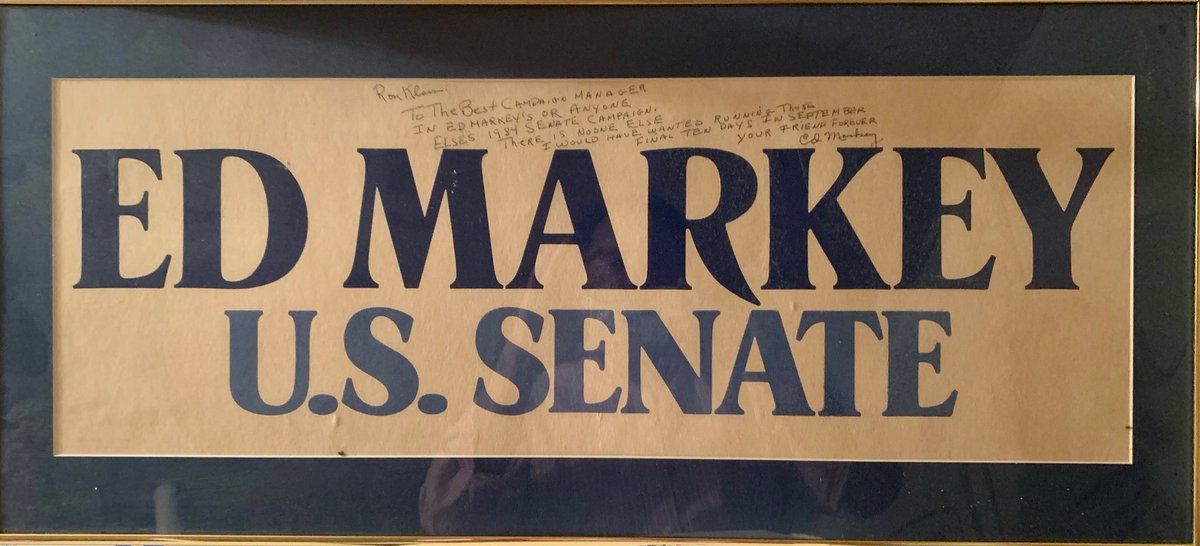 Ron Klain,
To The Best Campaign Manager
In Ed Markey's or Anyone
Else's 1984 Senate Campaign.
There is noone else
I would have wanted running those
final ten days in September
Your friend forever
Ed Markey
ED MARKEY
U.S. SENATE